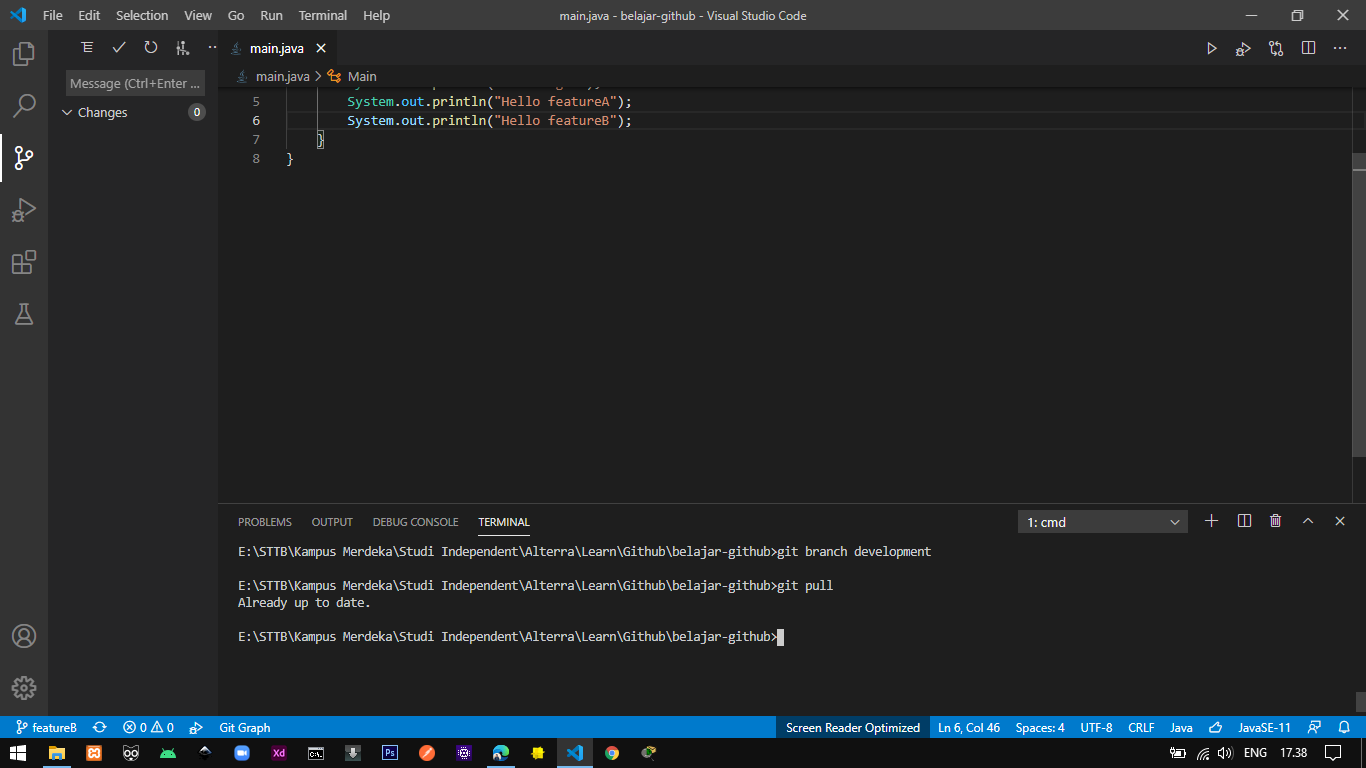 File Edit Selection View Go Run Terminal Help
main.java - belajar-github - Visual Studio Code
main.java
Message (Ctrl+Enter ...
Changes 0
main.java > Main
5 System.out.println("Hello featureA");
6 System.out.println("Hello featureB");
7 }
8 }
PROBLEMS OUTPUT DEBUG CONSOLE TERMINAL
1: cmd
E:\STTB\Kampus Merdeka\Studi Independent\Alterra\Learn\Github\belajar-github>git branch development
E:\STTB\Kampus Merdeka\Studi Independent\Alterra\Learn\Github\belajar-github>git pull
Already up to date.
E:\STTB\Kampus Merdeka\Studi Independent\Alterra\Learn\Github\belajar-github>
featureB 0 0 Git Graph Screen Reader Optimized Ln 6, Col 46 Spaces: 4 UTF-8 CRLF Java JavaSE-11
Xd Ps ENG 17.38